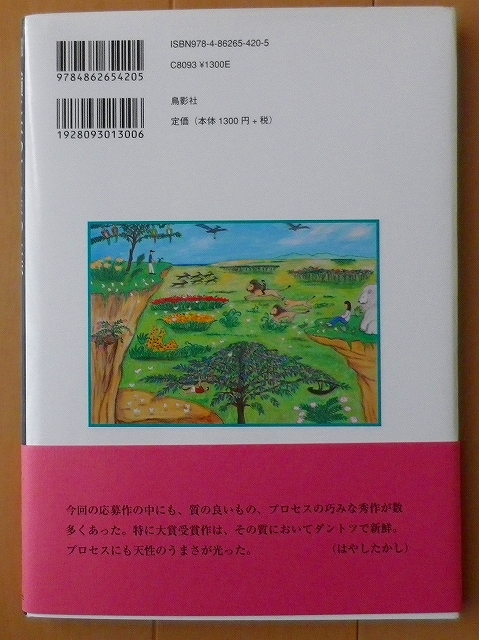 ISBN978-4-86265-420-5
9784862654205
C8093 ¥1300E
鳥影社
1928093013006
定価（本体1300円+税）
今回の応募作の中にも、質の良いもの、プロセスの巧みな秀作が数
多くあった。特に大賞受賞作は、その質においてダントツで新鮮。
プロセスにも天性のうまさが光った。　（はやしたかし）